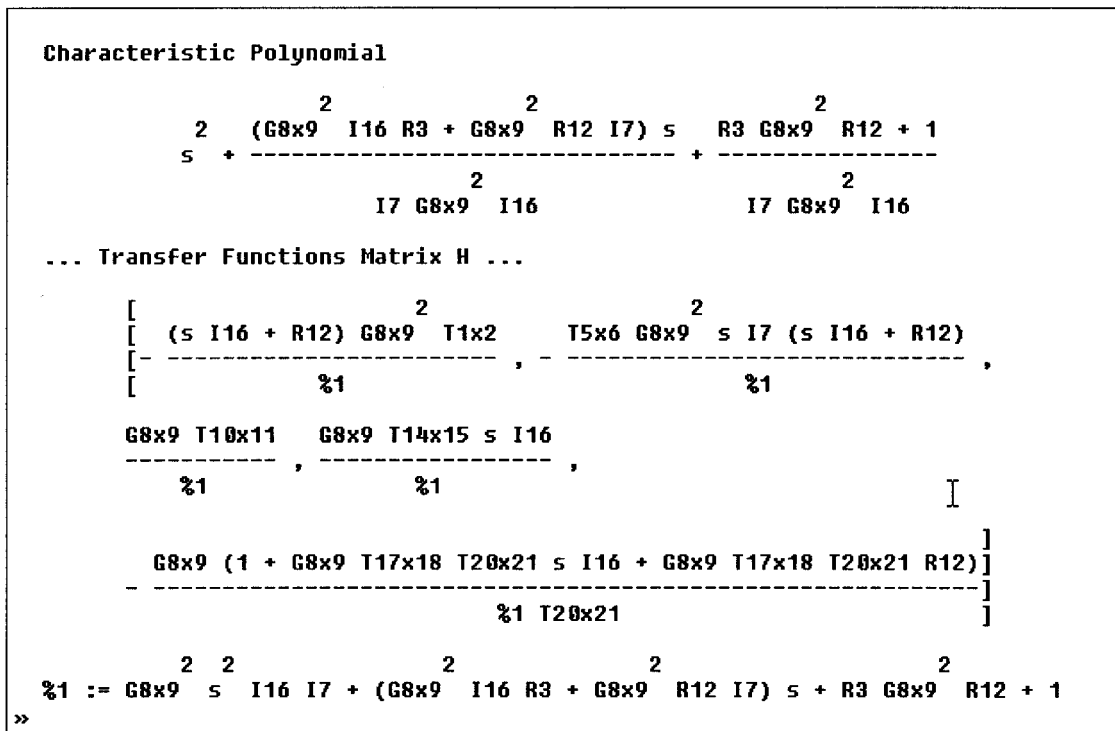 Characteristic Polynomial
2 2 2
2 (G8x9 I16 R3 + G8x9 R12 I7) s R3 G8x9 R12 + 1
s + ------------------------------- + ----------------
2 2
I7 G8x9 I16 I7 G8x9 I16
... Transfer Functions Matrix H ...
[ 2 2
[ (s I16 + R12) G8x9 T1x2 T5x6 G8x9 s I7 (s I16 + R12)
[- ------------------------ , - ----------------------------- ,
[ %1 %1
G8x9 T10x11 G8x9 T14x15 s I16
----------- , ----------------- ,
%1 %1
]
G8x9 (1 + G8x9 T17x18 T20x21 s I16 + G8x9 T17x18 T20x21 R12)]
- ------------------------------------------------------------]
%1 T20x21 ]
2 2 2 2 2
%1 := G8x9 s I16 I7 + (G8x9 I16 R3 + G8x9 R12 I7) s + R3 G8x9 R12 + 1
»